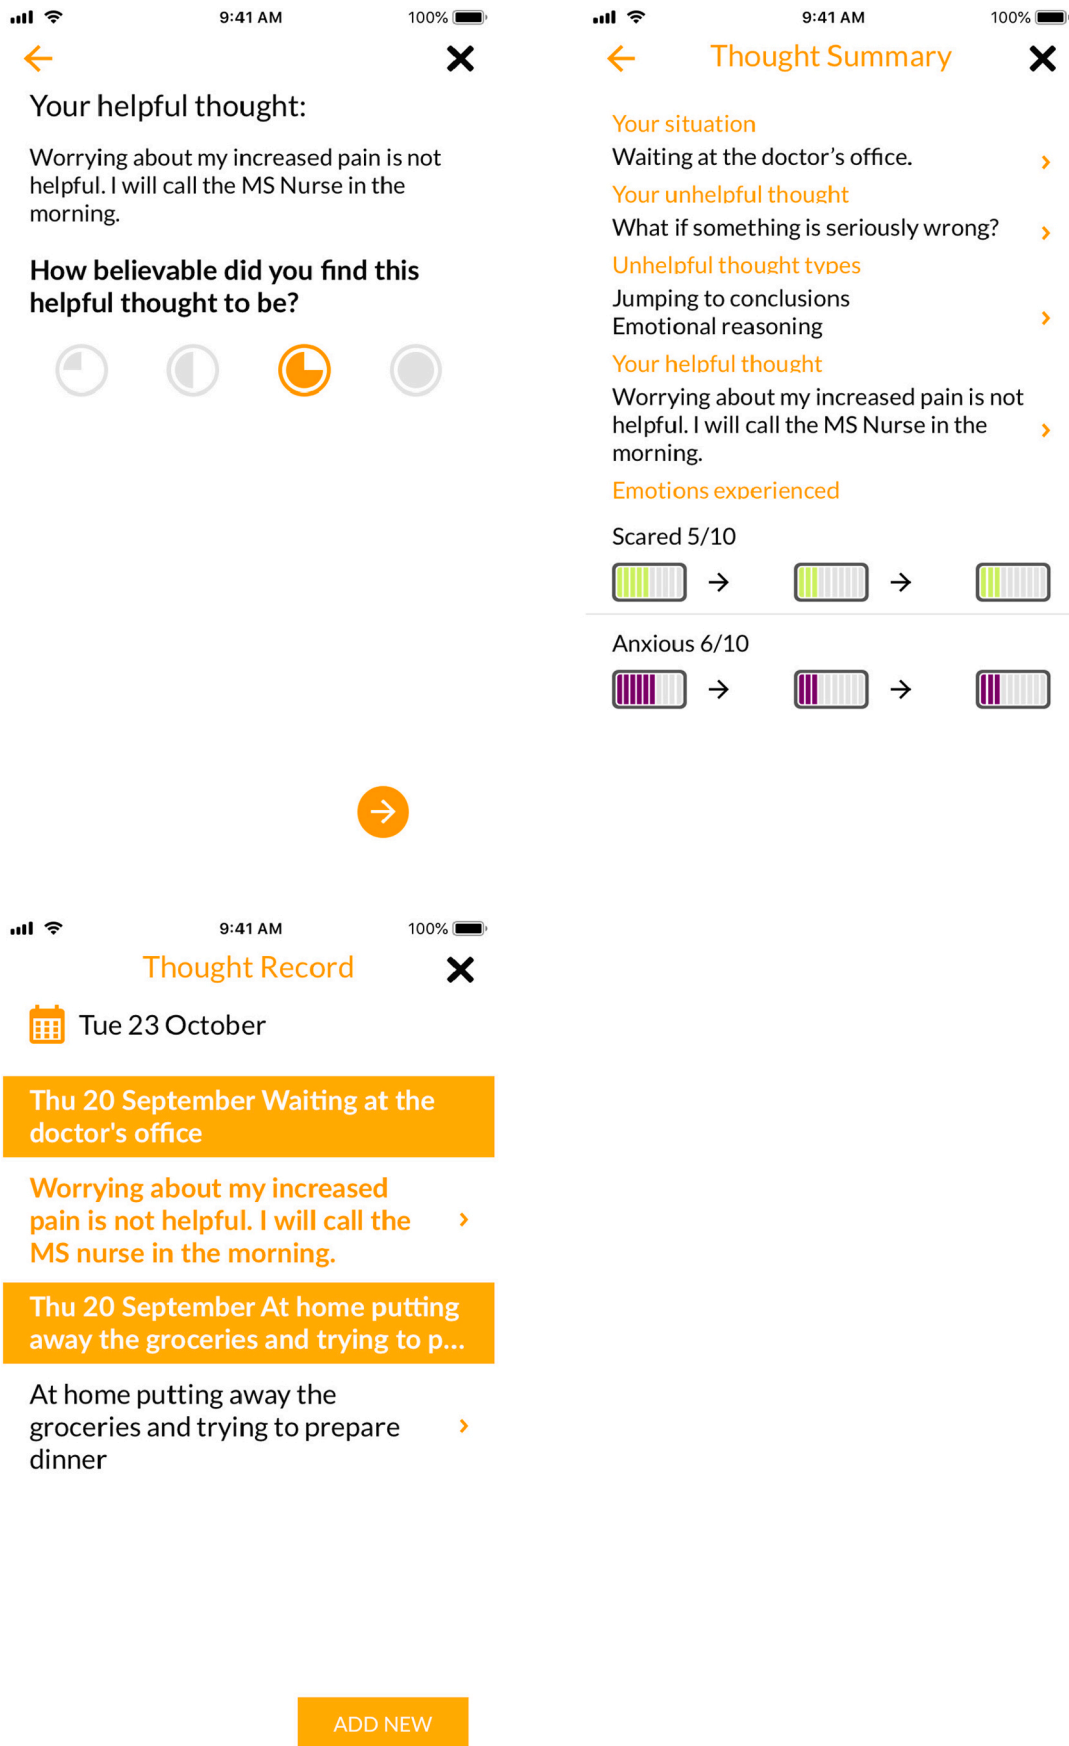 9:41 AM
100%
Your helpful thought:
Worrying about my increased pain is not
helpful. I will call the MS Nurse in the
morning.
How believable did you find this
helpful thought to be?
9:41 AM
100%
Thought Summary
Your situation
Waiting at the doctor’s office.
Your unhelpful thought
What if something is seriously wrong?
Unhelpful thought types
Jumping to conclusions
Emotional reasoning
Your helpful thought
Worrying about my increased pain is not
helpful. I will call the MS Nurse in the
morning.
Emotions experienced
Scared 5/10
Anxious 6/10
9:41 AM
100%
Thought Record
Tue 23 October
Thu 20 September Waiting at the
doctor's office
Worrying about my increased
pain is not helpful. I will call the
MS nurse in the morning.
Thu 20 September At home putting
away the groceries and trying to p...
At home putting away the
groceries and trying to prepare
dinner
ADD NEW